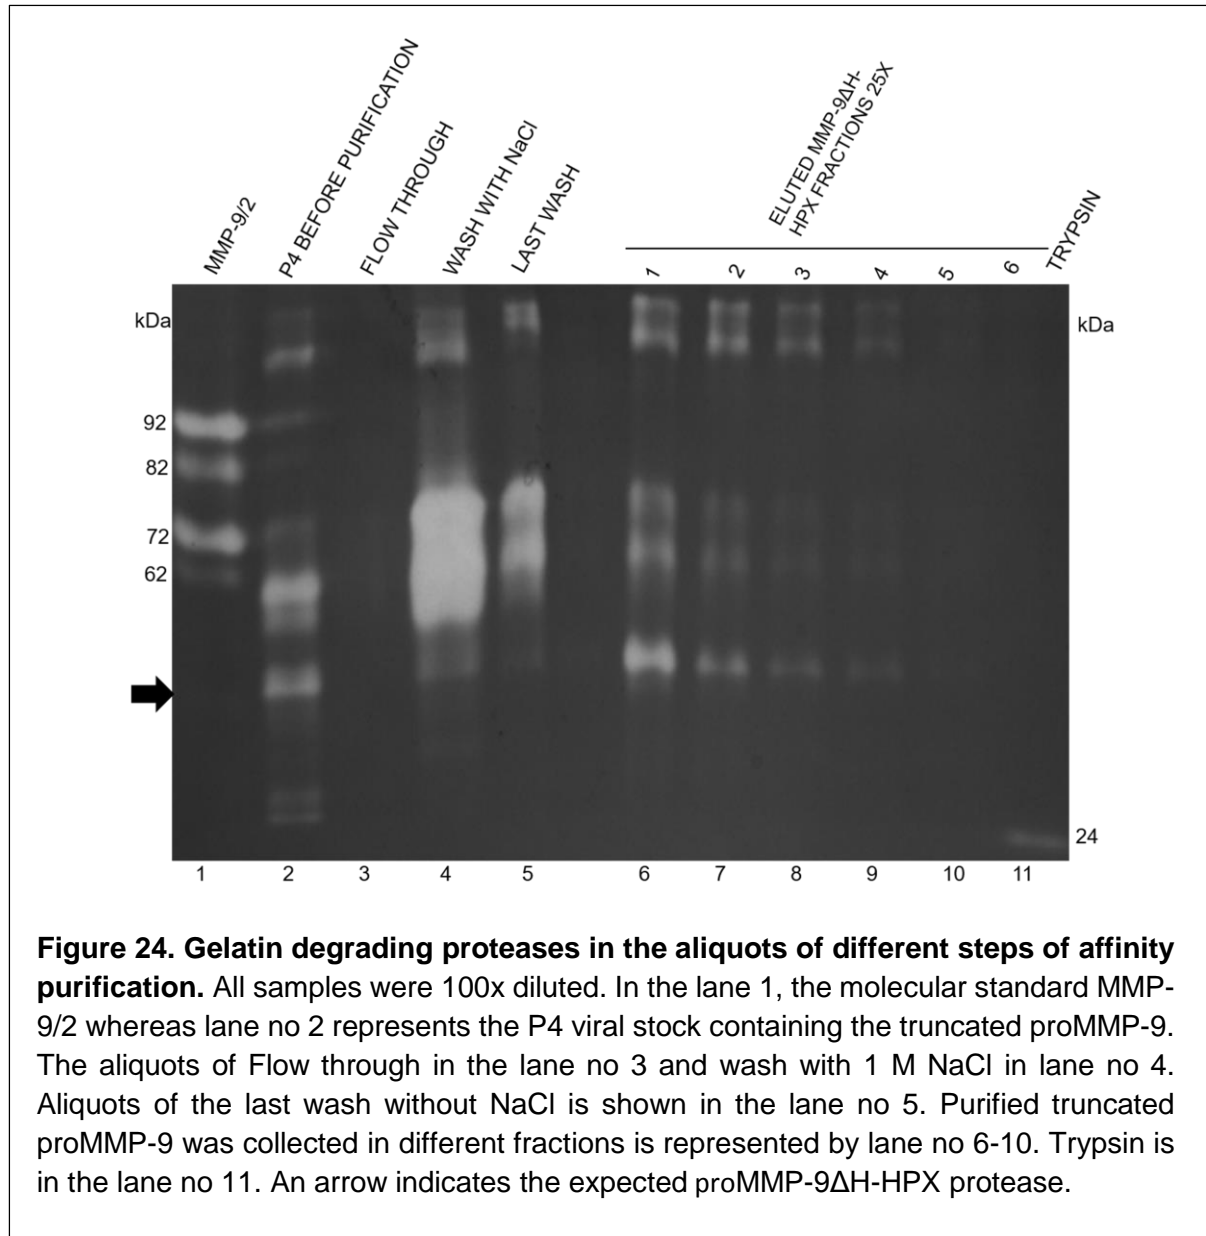 MMP-9/2
P4 BEFORE PURIFICATION
FLOW THROUGH
WASH WITH NaCl
LAST WASH
ELUTED MMP-9ΔH-
HPX FRACTIONS 25X
TRYPSIN
1 2 3 4 5 6
kDa kDa
92
82
72
62
24
1 2 3 4 5 6 7 8 9 10 11
Figure 24. Gelatin degrading proteases in the aliquots of different steps of affinity
purification. All samples were 100x diluted. In the lane 1, the molecular standard MMP-
9/2 whereas lane no 2 represents the P4 viral stock containing the truncated proMMP-9.
The aliquots of Flow through in the lane no 3 and wash with 1 M NaCl in lane no 4.
Aliquots of the last wash without NaCl is shown in the lane no 5. Purified truncated
proMMP-9 was collected in different fractions is represented by lane no 6-10. Trypsin is
in the lane no 11. An arrow indicates the expected proMMP-9ΔH-HPX protease.